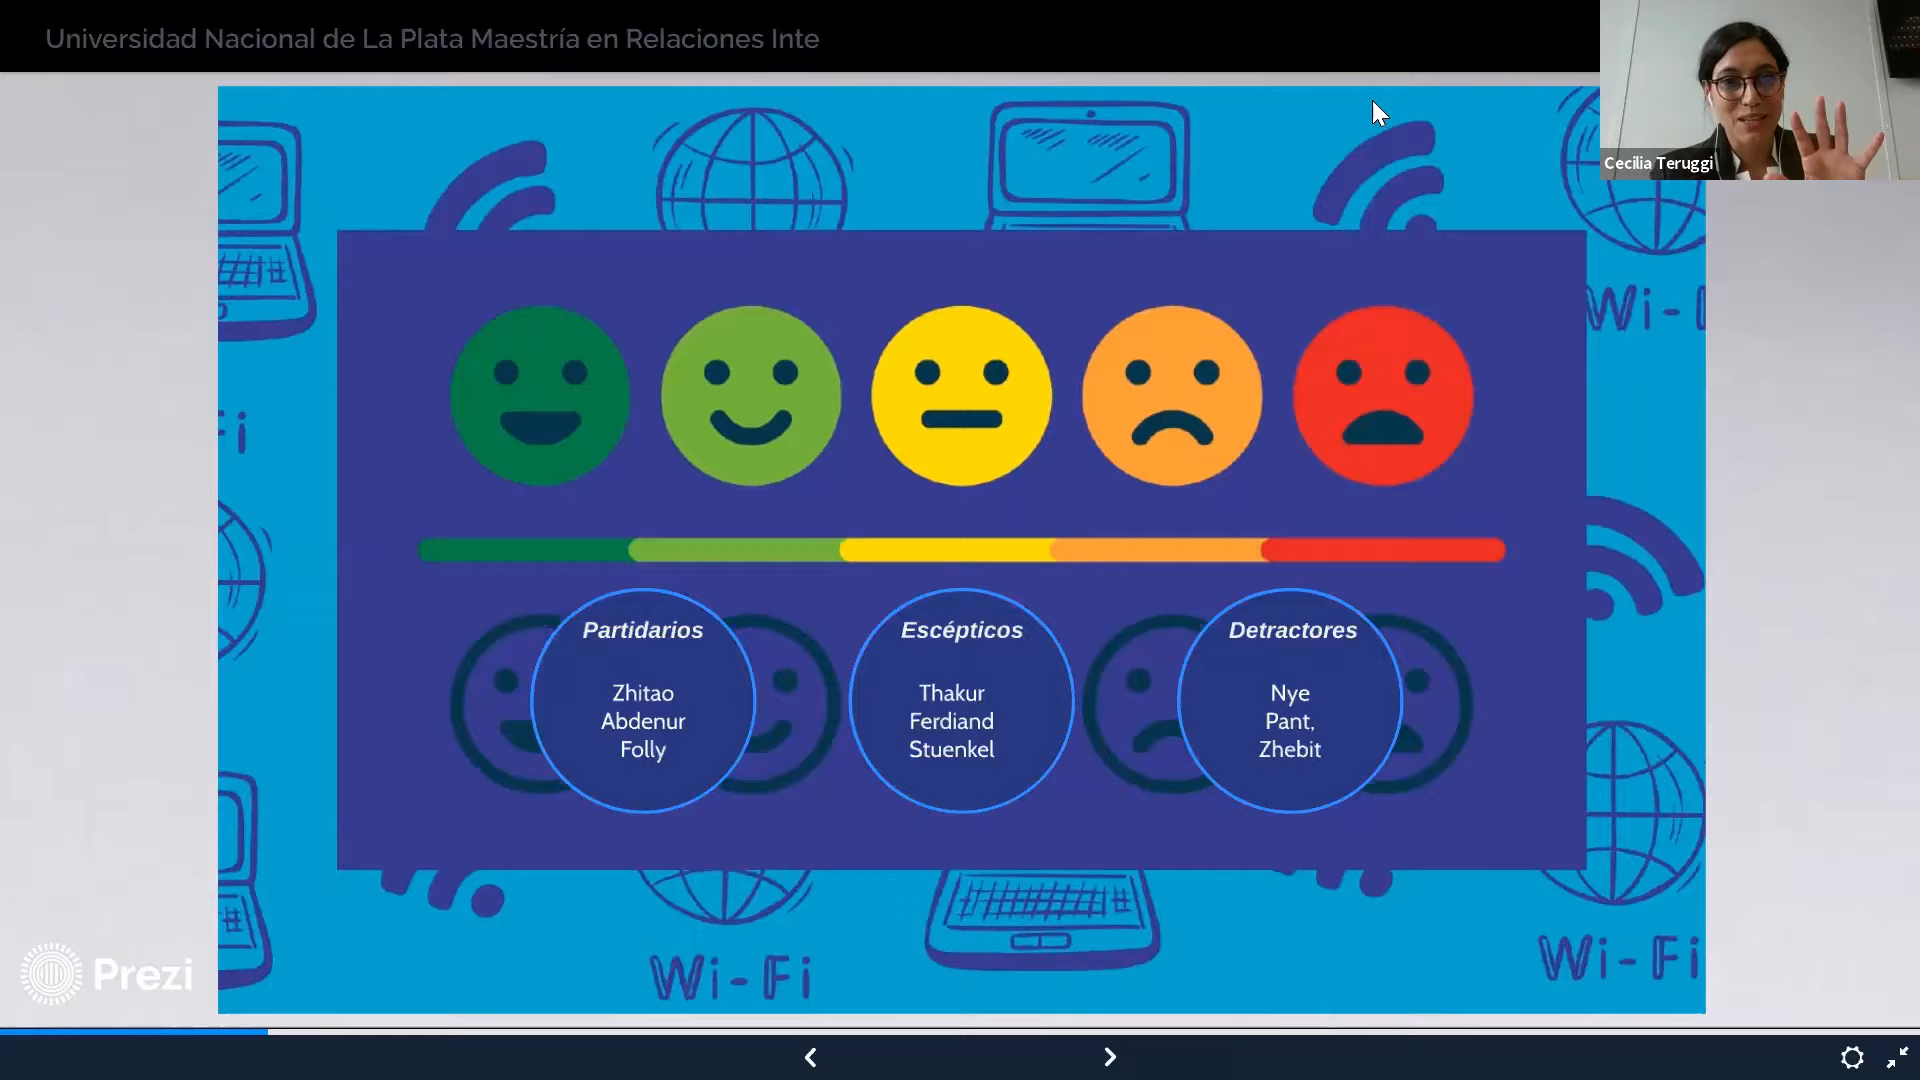 Universidad Nacional de La Plata Maestría en Relaciones Inte
Cecilia Teruggi
Wi-
Fi
Partidarios
Zhitao
Abdenur
Folly
Escépticos
Thakur
Ferdiand
Stuenkel
Detractores
Nye
Pant,
Zhebit
Wi-Fi
Wi-Fi
Prezi